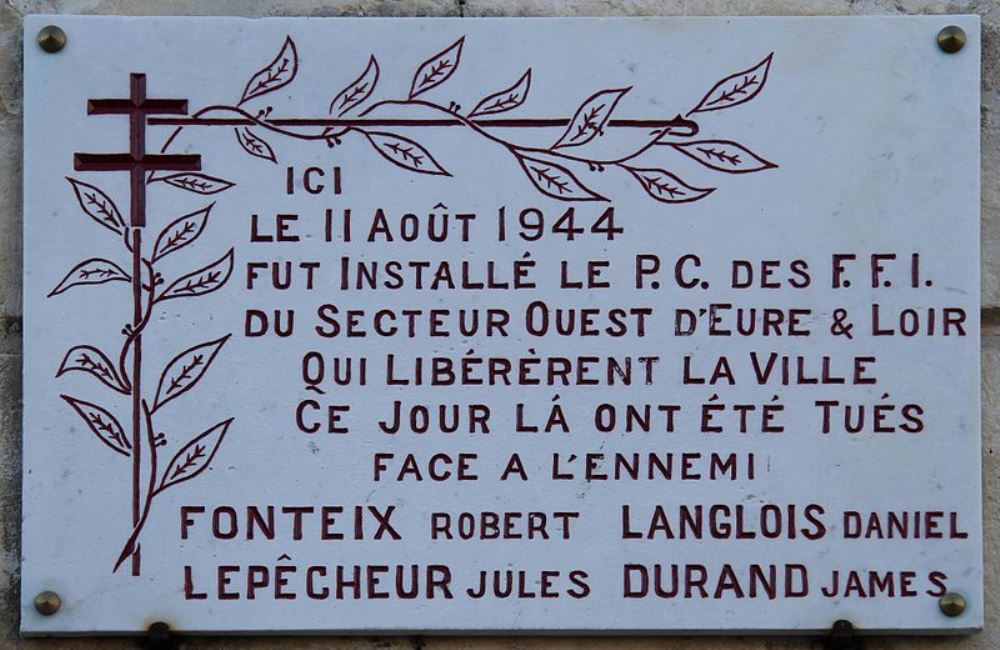 ICI
LE 11 AOÛT 1944
FUT INSTALLÉ LE P.C. DES F.F.I.
DU SECTEUR OUEST D'EURE & LOIR
QUI LIBÉRÈRENT LA VILLE
CE JOUR LÁ ONT ÉTÉ TUÉS
FACE A L'ENNEMI
FONTEIX ROBERT LANGLOIS DANIEL
LEPÊCHEUR JULES DURAND JAMES